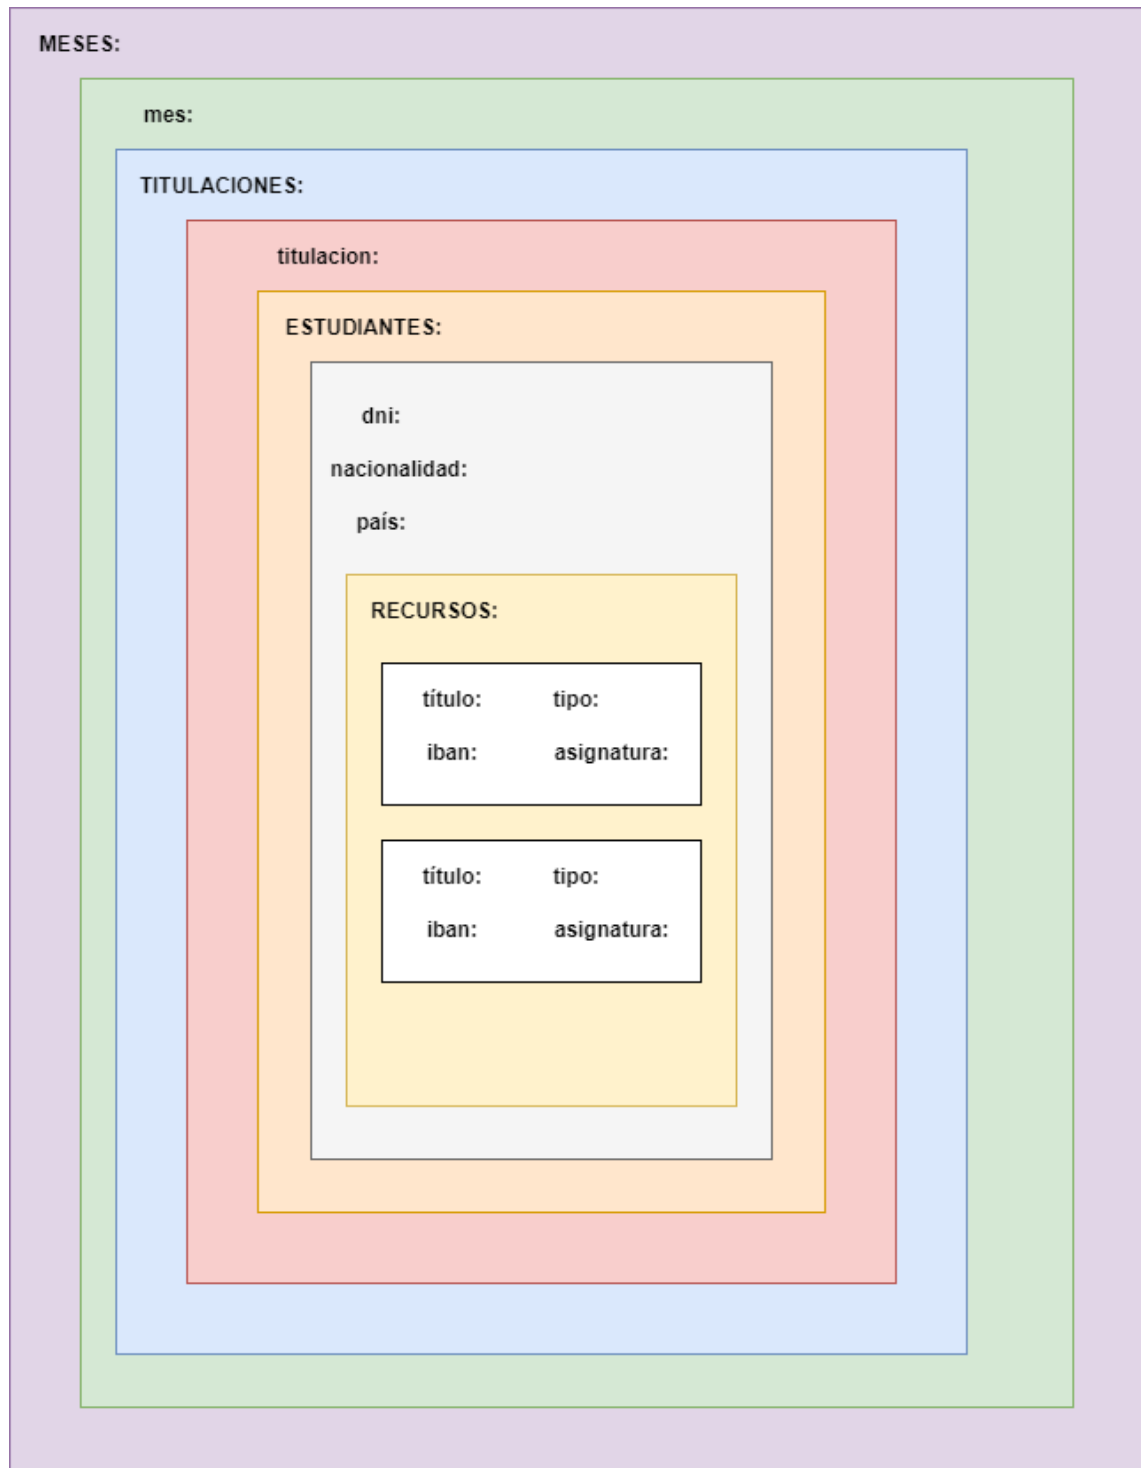 MESES:
mes:
TITULACIONES:
titulacion:
ESTUDIANTES:
dni:
nacionalidad:
país:
RECURSOS:
título: tipo:
iban: asignatura:
título: tipo:
iban: asignatura: